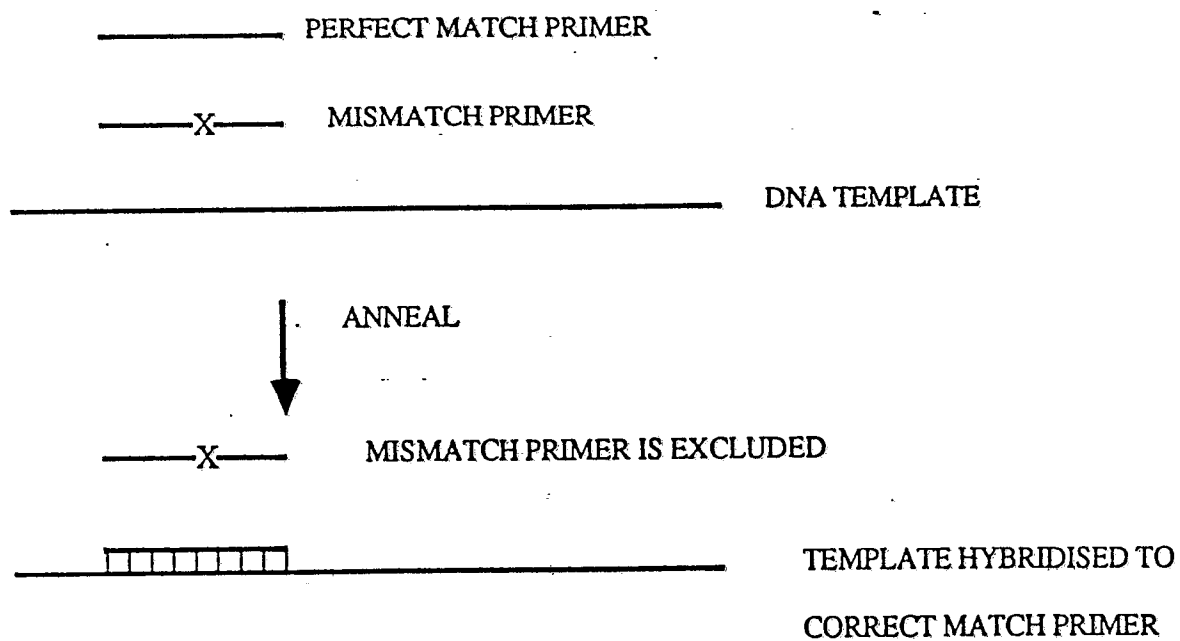 PERFECT MATCH PRIMER
X MISMATCH PRIMER
DNA TEMPLATE
ANNEAL
X MISMATCH PRIMER IS EXCLUDED
TEMPLATE HYBRIDISED TO
CORRECT MATCH PRIMER